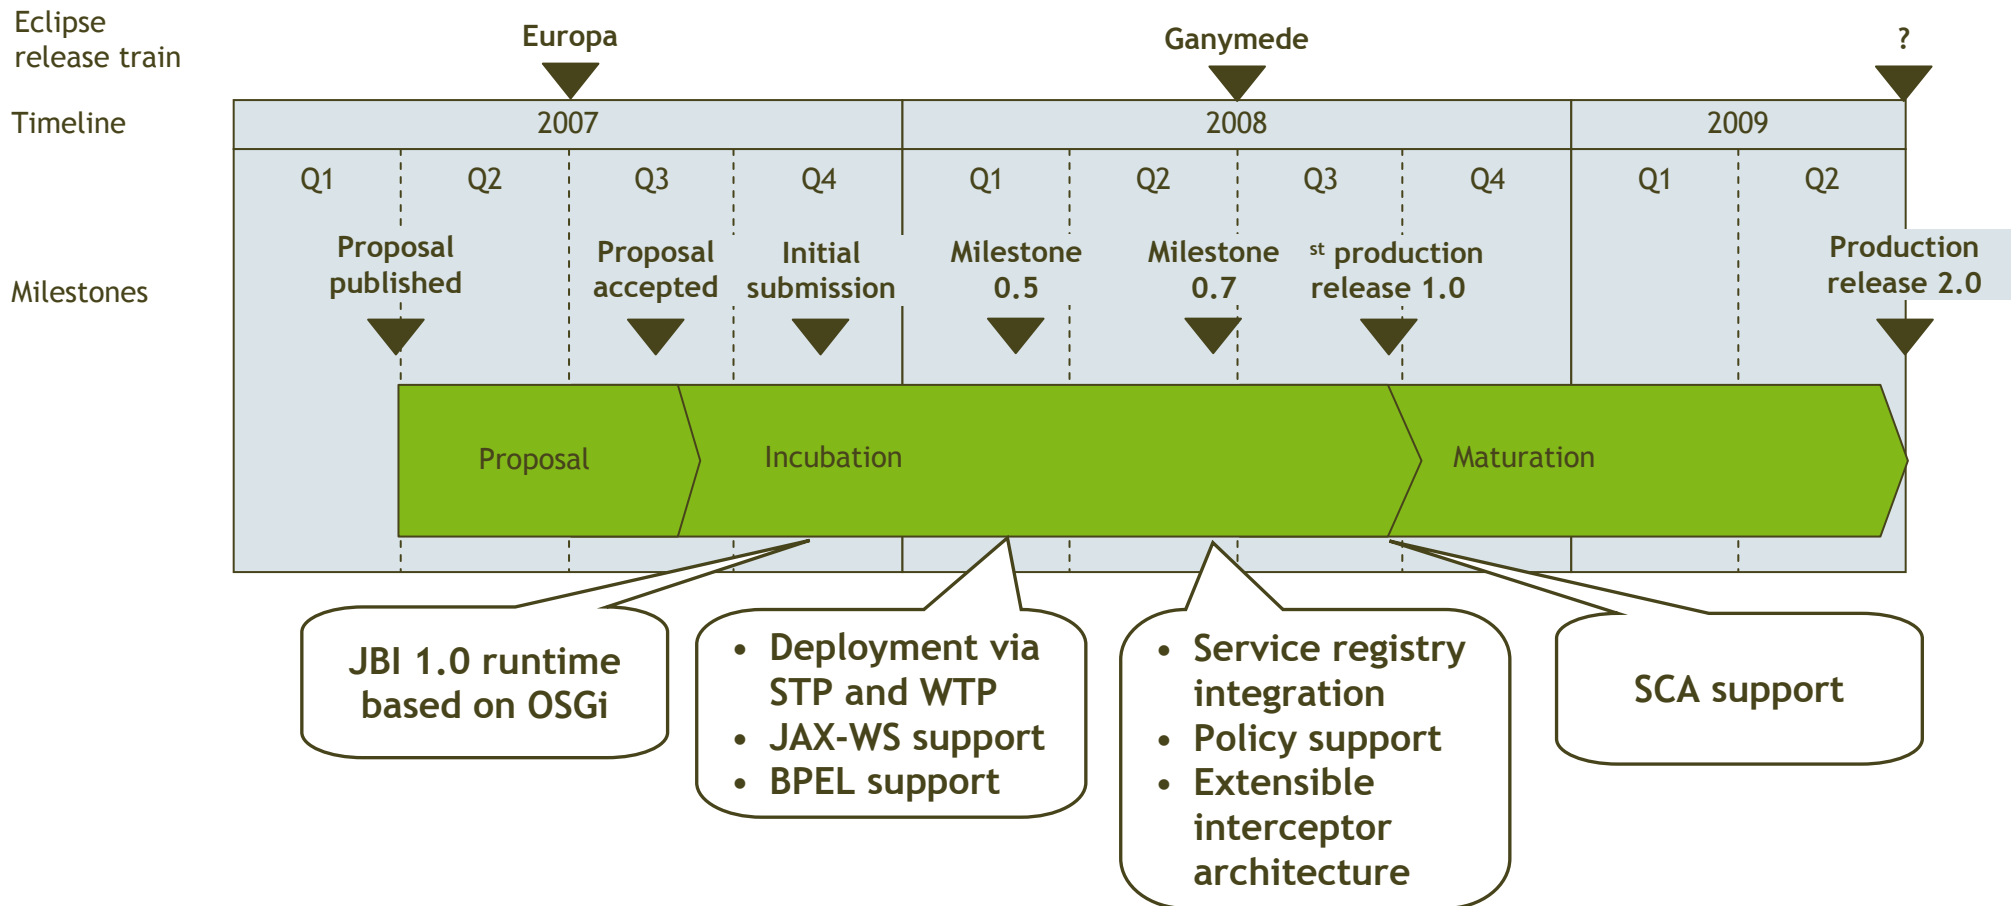 Eclipse
release train
Europa
Ganymede
?
Timeline
2007
2008
2009
Q1
Q2
Q3
Q4
Q1
Q2
Q3
Q4
Q1
Q2
Milestones
Proposal
published
Proposal
accepted
Initial
submission
Milestone
0.5
Milestone
0.7
st production
release 1.0
Production
release 2.0
Proposal
Incubation
Maturation
JBI 1.0 runtime
based on OSGi
• Deployment via
STP and WTP
• JAX-WS support
• BPEL support
• Service registry
integration
• Policy support
• Extensible
interceptor
architecture
SCA support